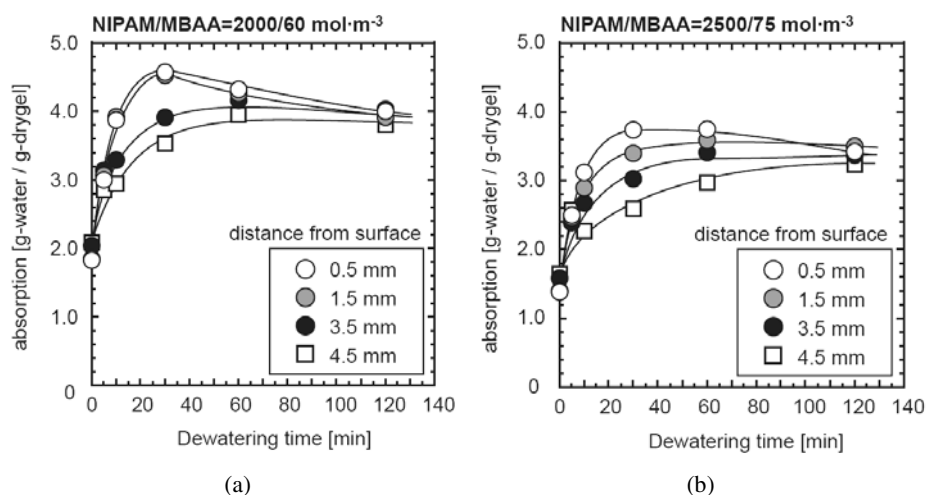 NIPAM/MBAA=2000/60 mol·m-3
5.0
4.0
3.0
2.0
1.0
0
absorption [g-water / g-drygel]
distance from surface
0.5 mm
1.5 mm
3.5 mm
4.5 mm
0 20 40 60 80 100 120 140
Dewatering time [min]
(a)
NIPAM/MBAA=2500/75 mol·m-3
5.0
4.0
3.0
2.0
1.0
0
absorption [g-water / g-drygel]
distance from surface
0.5 mm
1.5 mm
3.5 mm
4.5 mm
0 20 40 60 80 100 120 140
Dewatering time [min]
(b)